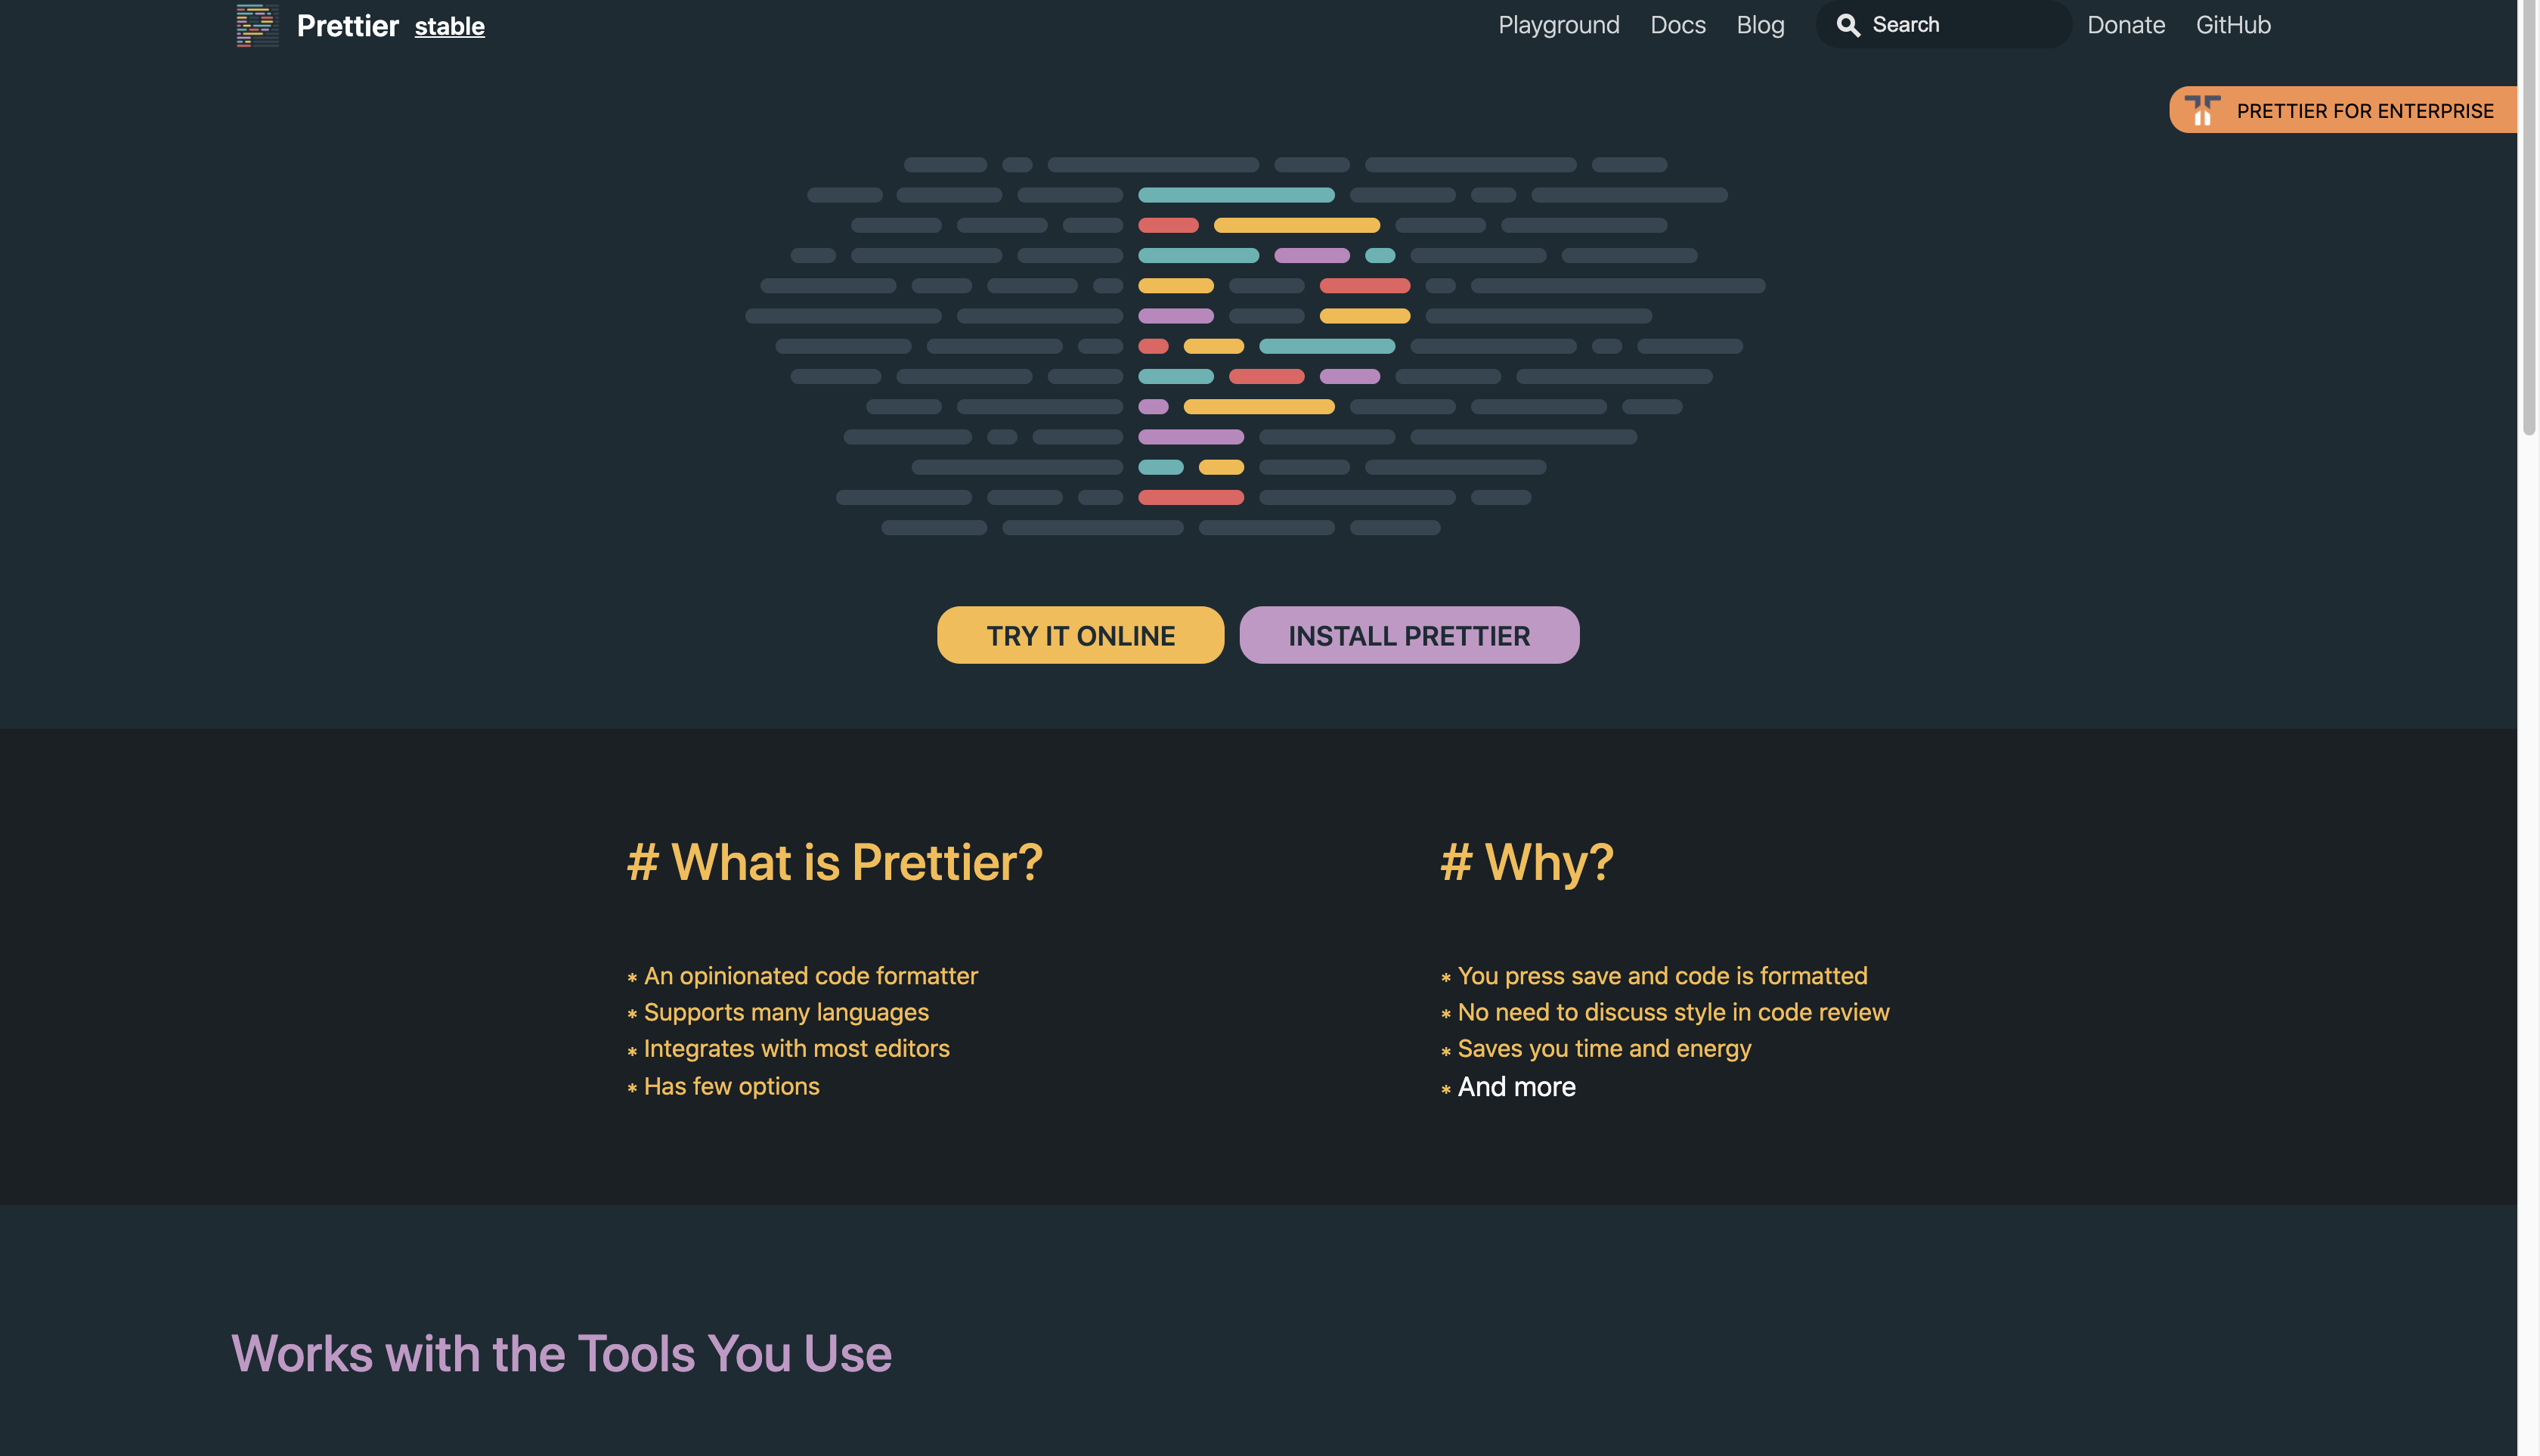 Prettier stable
Playground Docs Blog Search Donate GitHub
PRETTIER FOR ENTERPRISE
TRY IT ONLINE
INSTALL PRETTIER
# What is Prettier?
* An opinionated code formatter
* Supports many languages
* Integrates with most editors
* Has few options
# Why?
* You press save and code is formatted
* No need to discuss style in code review
* Saves you time and energy
* And more
Works with the Tools You Use